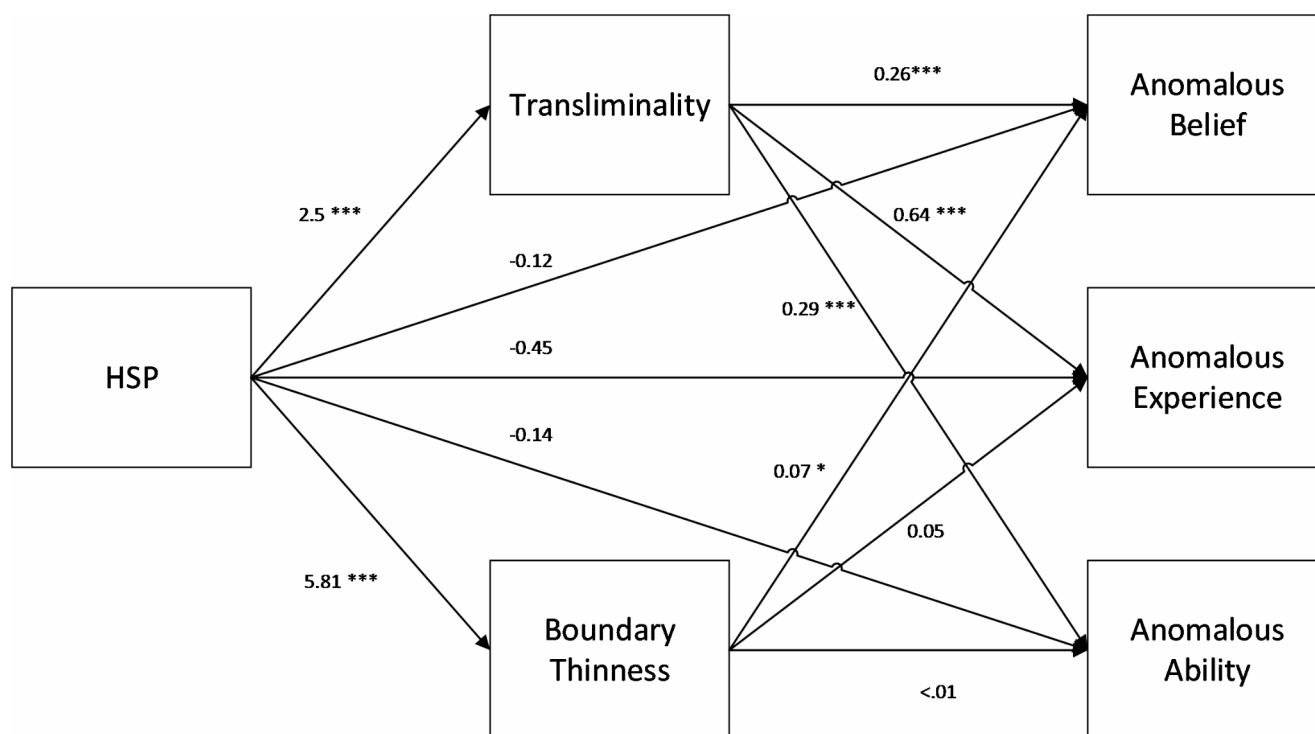 Transliminality
0.26***
Anomalous
Belief
2.5 ***
0.64 ***
-0.12
0.29 ***
HSP
-0.45
Anomalous
Experience
-0.14
0.07 *
0.05
5.81 ***
Boundary
Thinness
<.01
Anomalous
Ability